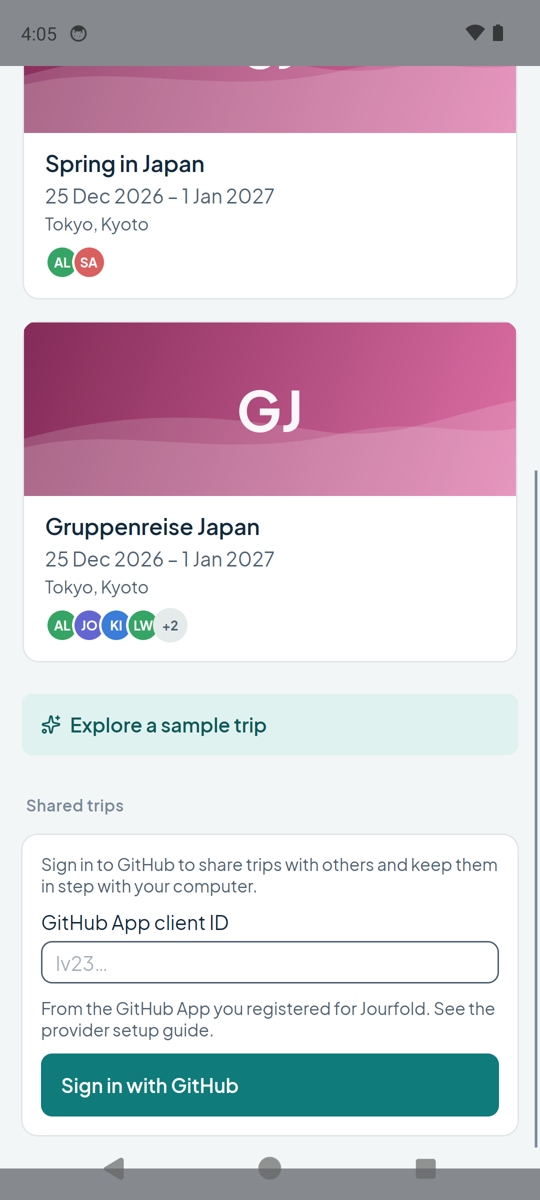 4:05
Spring in Japan
25 Dec 2026 – 1 Jan 2027
Tokyo, Kyoto
AL SA
GJ
Gruppenreise Japan
25 Dec 2026 – 1 Jan 2027
Tokyo, Kyoto
AL JO KI LW +2
Explore a sample trip
Shared trips
Sign in to GitHub to share trips with others and keep them
in step with your computer.
GitHub App client ID
Iv23…
From the GitHub App you registered for Jourfold. See the
provider setup guide.
Sign in with GitHub